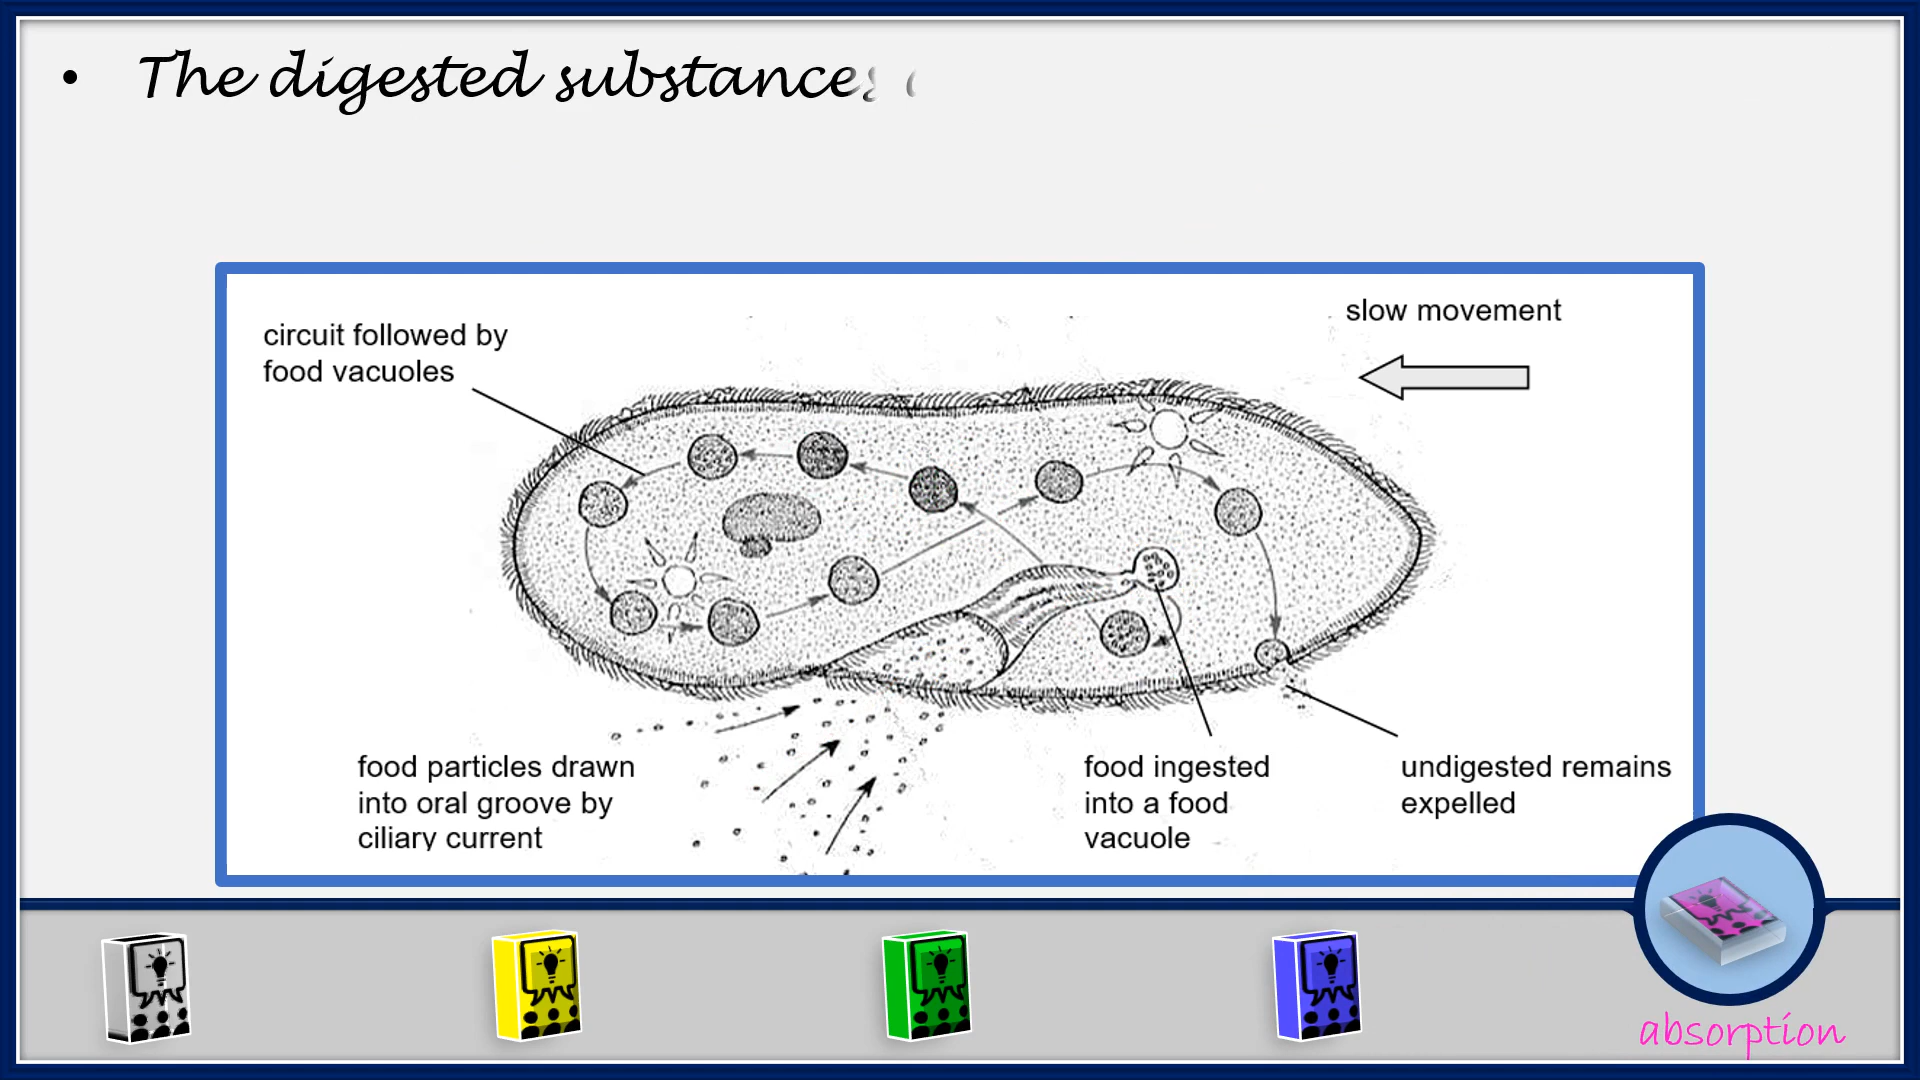 • The digested substances
slow movement
circuit followed by
food vacuoles
food particles drawn
into oral groove by
ciliary current
food ingested
into a food
vacuole
undigested remains
expelled
absorption